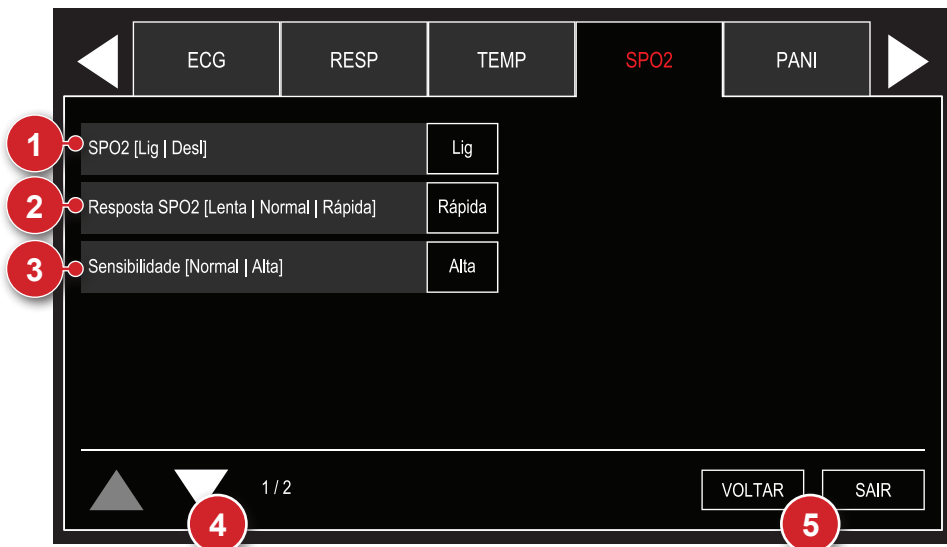 ECG RESP TEMP SPO2 PANI
1 SPO2 [Lig | Desl] Lig
2 Resposta SPO2 [Lenta | Normal | Rápida] Rápida
3 Sensibilidade [Normal | Alta] Alta
1 / 2 VOLTAR SAIR
4 5